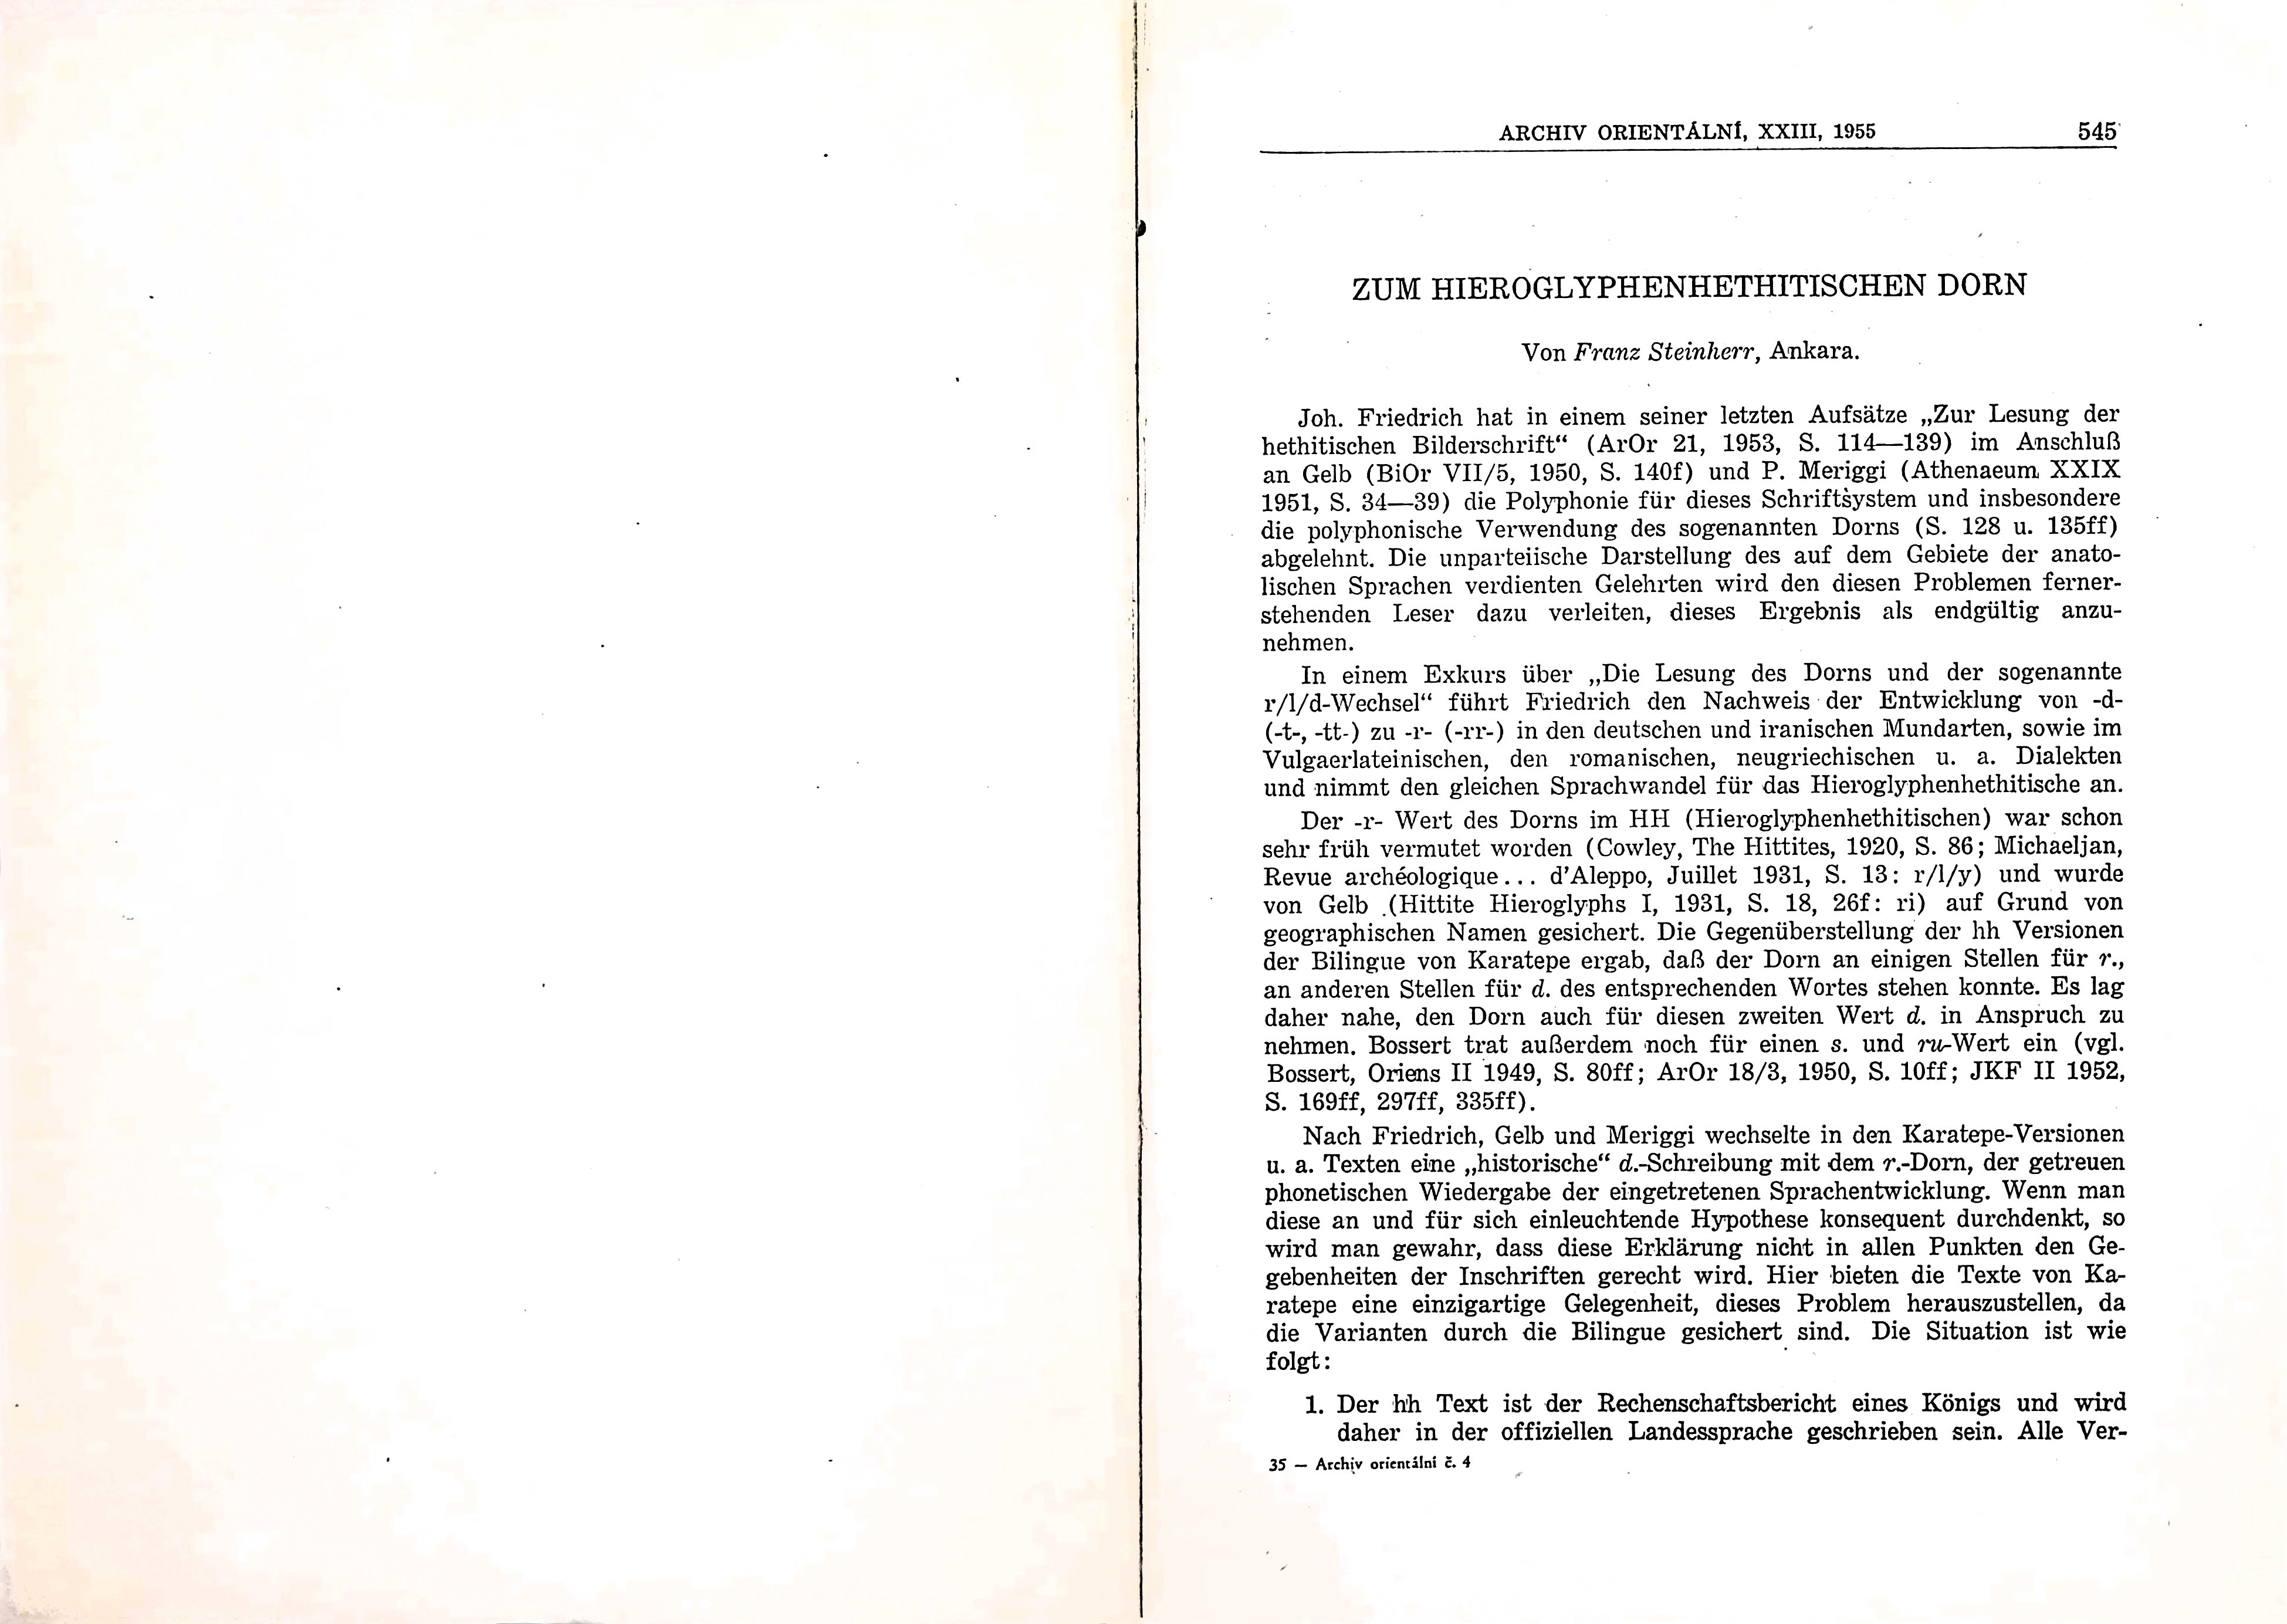 ARCHIV ORIENTÁLNÍ, XXIII, 1955 545
ZUM HIEROGLYPHENHETHITISCHEN DORN
Von Franz Steinherr, Ankara.
Joh. Friedrich hat in einem seiner letzten Aufsätze „Zur Lesung der
hethitischen Bilderschrift“ (ArOr 21, 1953, S. 114—139) im Anschluß
an Gelb (BiOr VII/5, 1950, S. 140f) und P. Meriggi (Athenaeum XXIX
1951, S. 34—39) die Polyphonie für dieses Schriftsystem und insbesondere
die polyphonische Verwendung des sogenannten Dorns (S. 128 u. 135ff)
abgelehnt. Die unparteiische Darstellung des auf dem Gebiete der anato-
lischen Sprachen verdienten Gelehrten wird den diesen Problemen ferner-
stehenden Leser dazu verleiten, dieses Ergebnis als endgültig anzu-
nehmen.
In einem Exkurs über „Die Lesung des Dorns und der sogenannte
r/l/d-Wechsel“ führt Friedrich den Nachweis der Entwicklung von -d-
(-t-, -tt-) zu -r- (-rr-) in den deutschen und iranischen Mundarten, sowie im
Vulgaerlateinischen, den romanischen, neugriechischen u. a. Dialekten
und nimmt den gleichen Sprachwandel für das Hieroglyphenhethitische an.
Der -r- Wert des Dorns im HH (Hieroglyphenhethitischen) war schon
sehr früh vermutet worden (Cowley, The Hittites, 1920, S. 86; Michaeljan,
Revue archéologique... d’Aleppo, Juillet 1931, S. 13: r/l/y) und wurde
von Gelb (Hittite Hieroglyphs I, 1931, S. 18, 26f: ri) auf Grund von
geographischen Namen gesichert. Die Gegenüberstellung der hh Versionen
der Bilingue von Karatepe ergab, daß der Dorn an einigen Stellen für r.,
an anderen Stellen für d. des entsprechenden Wortes stehen konnte. Es lag
daher nahe, den Dorn auch für diesen zweiten Wert d. in Anspruch zu
nehmen. Bossert trat außerdem noch für einen s. und ru-Wert ein (vgl.
Bossert, Oriens II 1949, S. 80ff; ArOr 18/3, 1950, S. 10ff; JKF II 1952,
S. 169ff, 297ff, 335ff).
Nach Friedrich, Gelb und Meriggi wechselte in den Karatepe-Versionen
u. a. Texten eine „historische“ d.-Schreibung mit dem r.-Dorn, der getreuen
phonetischen Wiedergabe der eingetretenen Sprachentwicklung. Wenn man
diese an und für sich einleuchtende Hypothese konsequent durchdenkt, so
wird man gewahr, dass diese Erklärung nicht in allen Punkten den Ge-
gebenheiten der Inschriften gerecht wird. Hier bieten die Texte von Ka-
ratepe eine einzigartige Gelegenheit, dieses Problem herauszustellen, da
die Varianten durch die Bilingue gesichert sind. Die Situation ist wie
folgt:
1. Der hh Text ist der Rechenschaftsbericht eines Königs und wird
daher in der offiziellen Landessprache geschrieben sein. Alle Ver-
35 — Archiv orientální č. 4